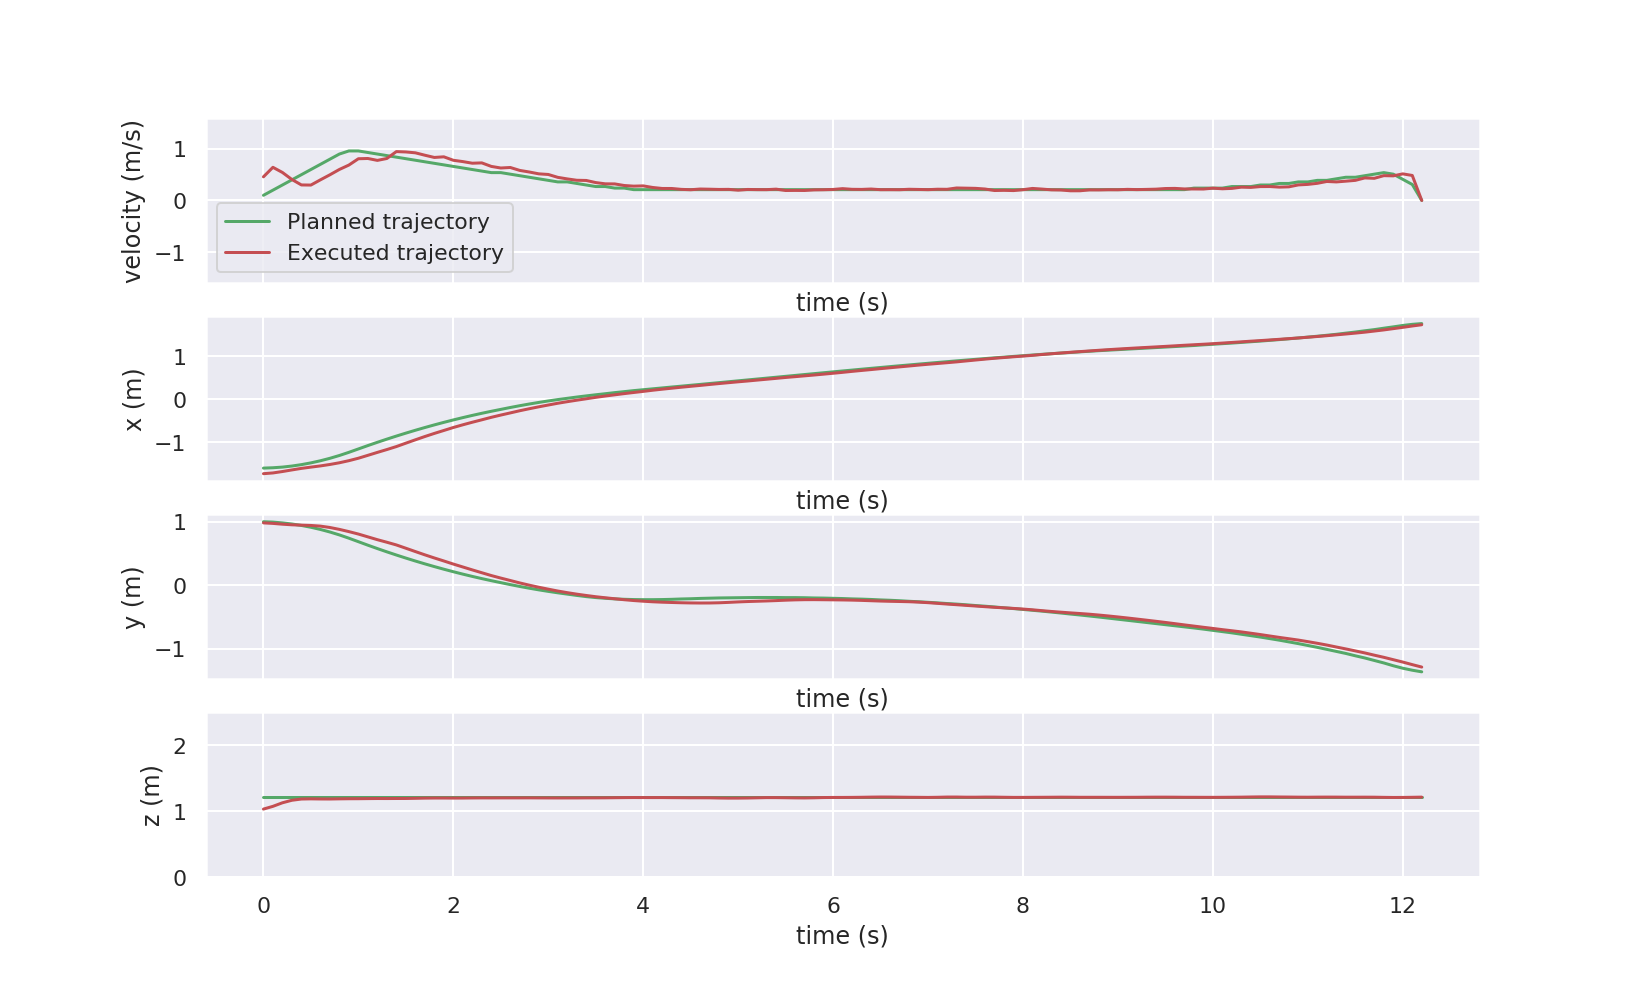 velocity (m/s)
1
0
−1
Planned trajectory
Executed trajectory
time (s)
x (m)
1
0
−1
time (s)
y (m)
1
0
−1
time (s)
z (m)
2
1
0
0 2 4 6 8 10 12
time (s)